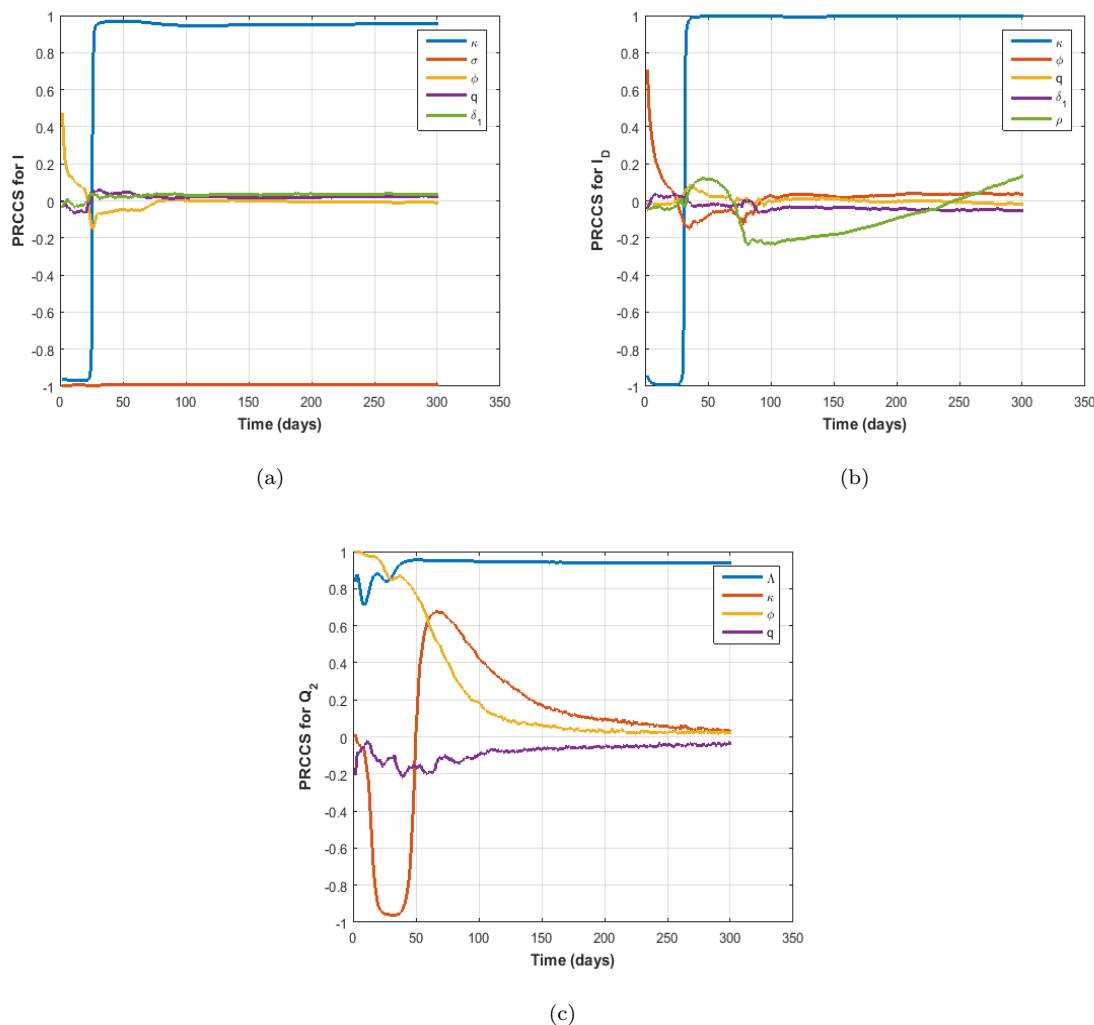 PRCCS for I
1
0.8
0.6
0.4
0.2
0
-0.2
-0.4
-0.6
-0.8
-1
0 50 100 150 200 250 300 350
Time (days)
κ
σ
ϕ
q
δ1
(a)
PRCCS for I_D
1
0.8
0.6
0.4
0.2
0
-0.2
-0.4
-0.6
-0.8
-1
0 50 100 150 200 250 300 350
Time (days)
κ
ϕ
q
δ1
ρ
(b)
PRCCS for Q2
1
0.8
0.6
0.4
0.2
0
-0.2
-0.4
-0.6
-0.8
-1
0 50 100 150 200 250 300 350
Time (days)
Λ
κ
ϕ
q
(c)